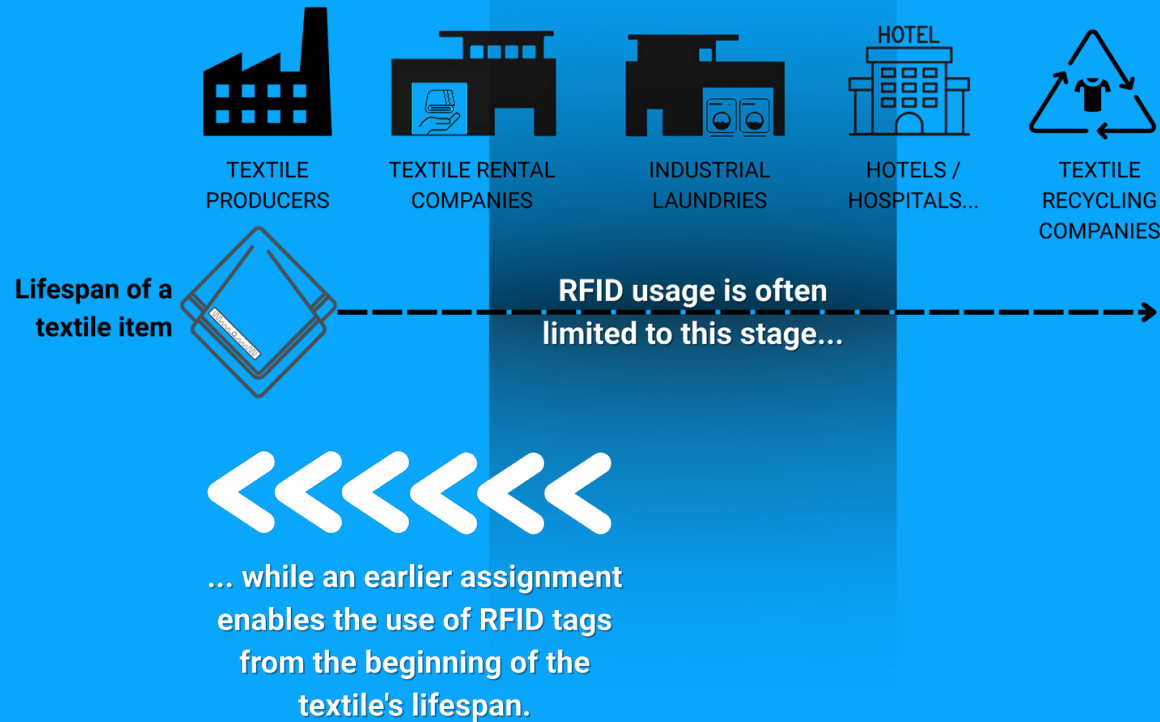 HOTEL
TEXTILE
PRODUCERS
TEXTILE RENTAL
COMPANIES
INDUSTRIAL
LAUNDRIES
HOTELS /
HOSPITALS...
TEXTILE
RECYCLING
COMPANIES
Lifespan of a
textile item
RFID usage is often
limited to this stage...
... while an earlier assignment
enables the use of RFID tags
from the beginning of the
textile's lifespan.